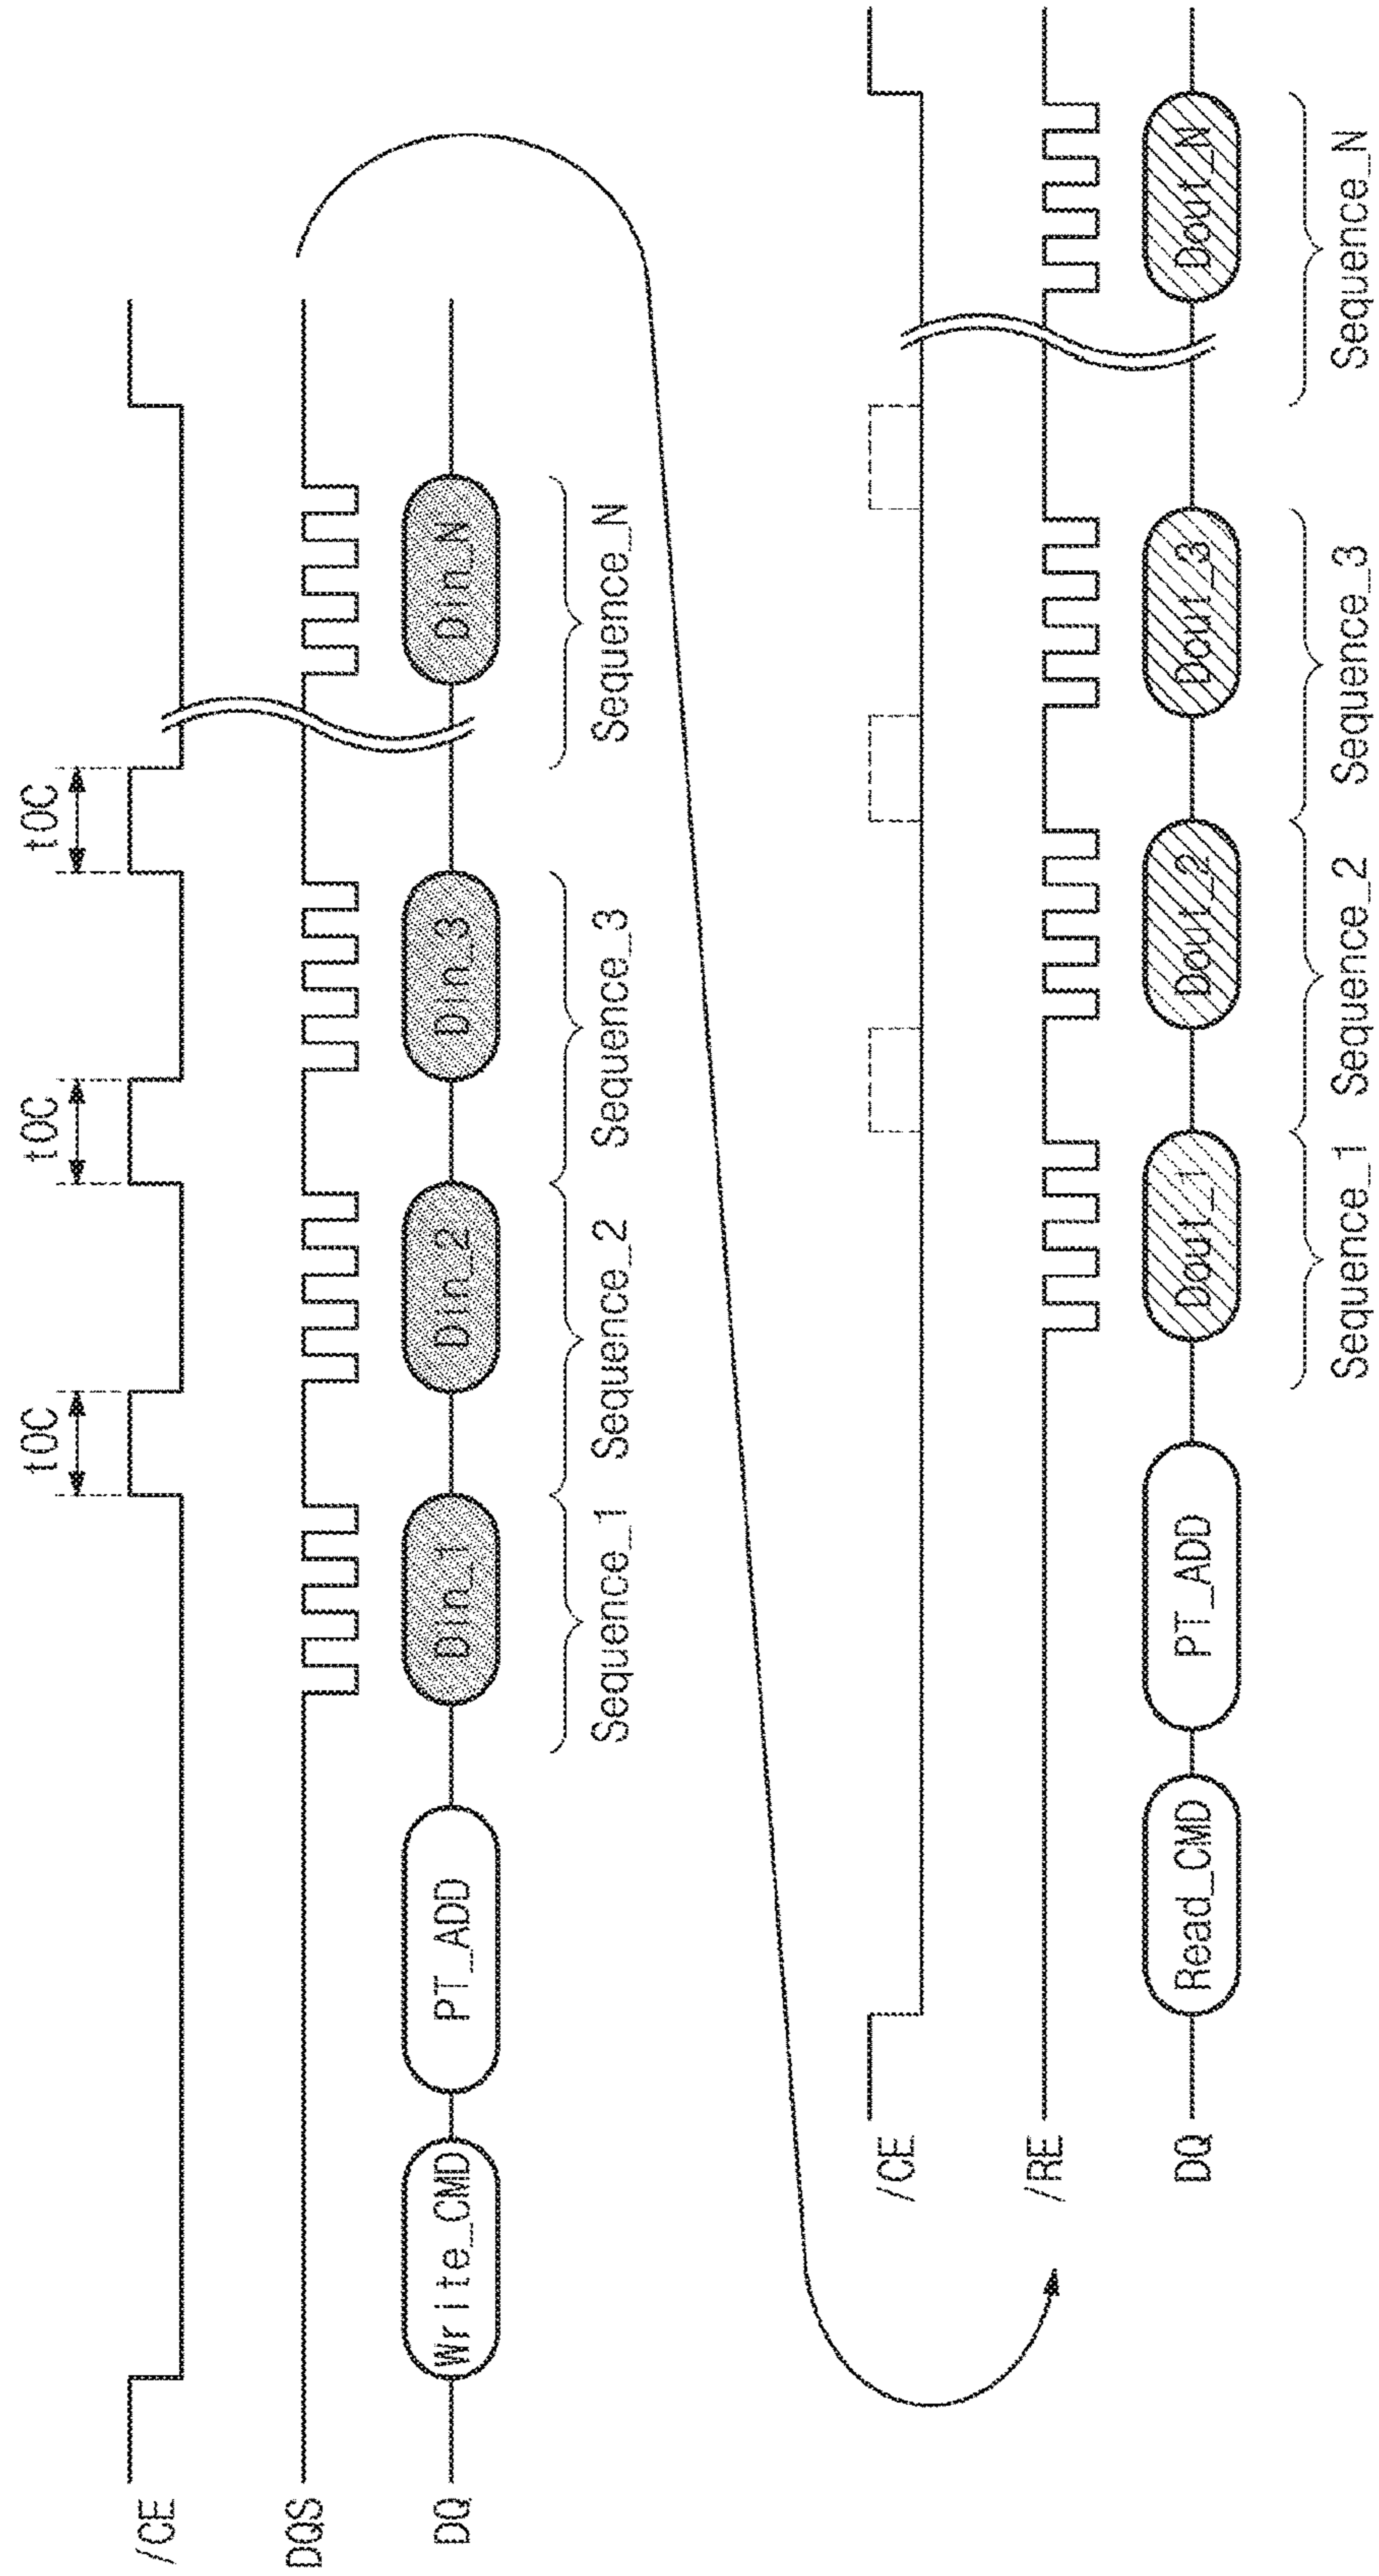 tOC tOC tOC
/CE
DQS
DQ Write_CMD PT_ADD Din_1 Din_2 Din_3 Din_N
Sequence_1 Sequence_2 Sequence_3 Sequence_N
/CE
/RE
DQ Read_CMD PT_ADD Dout_1 Dout_2 Dout_3 Dout_N
Sequence_1 Sequence_2 Sequence_3 Sequence_N